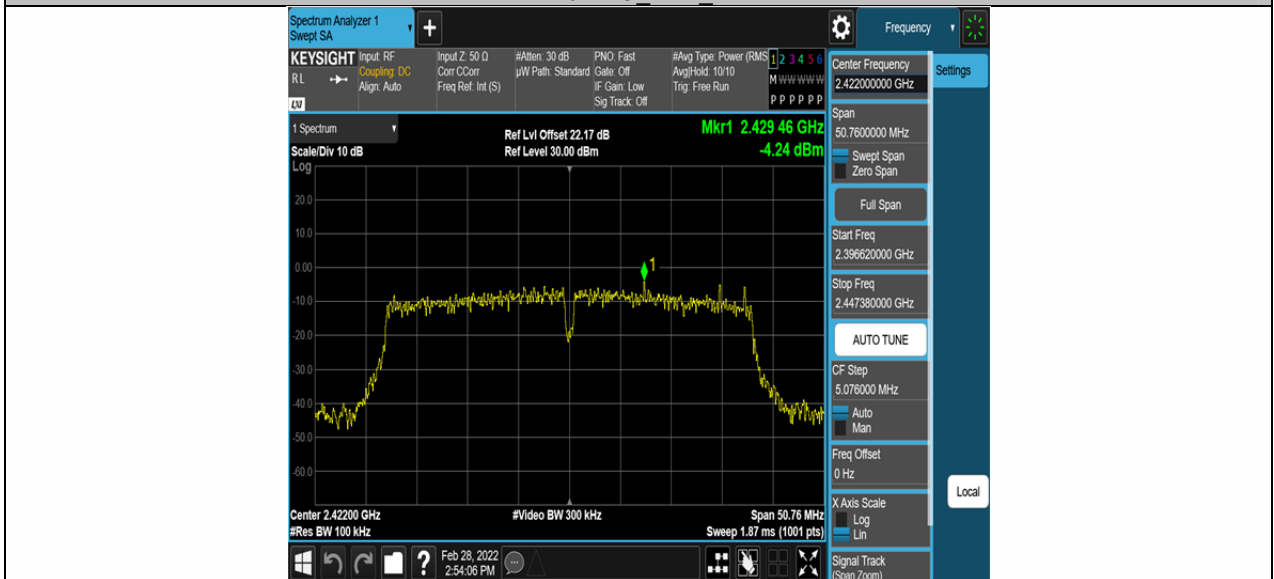 Spectrum Analyzer 1
Swept SA
+
Frequency
KEYSIGHT
RL
LXI
Input: RF
Coupling: DC
Align: Auto
Input Z: 50 Ω
Corr CCorr
Freq Ref: Int (S)
#Atten: 30 dB
µW Path: Standard
PNO: Fast
Gate: Off
IF Gain: Low
Sig Track: Off
#Avg Type: Power (RMS
Avg|Hold: 10/10
Trig: Free Run
1 2 3 4 5 6
M W W W W W
P P P P P P
1 Spectrum
Scale/Div 10 dB
Log
Ref Lvl Offset 22.17 dB
Ref Level 30.00 dBm
Mkr1 2.429 46 GHz
-4.24 dBm
20.0
10.0
0.00
-10.0
-20.0
-30.0
-40.0
-50.0
-60.0
1
Center 2.42200 GHz
#Res BW 100 kHz
#Video BW 300 kHz
Span 50.76 MHz
Sweep 1.87 ms (1001 pts)
?
Feb 28, 2022
2:54:06 PM
Center Frequency
2.422000000 GHz
Span
50.7600000 MHz
Swept Span
Zero Span
Full Span
Start Freq
2.396620000 GHz
Stop Freq
2.447380000 GHz
AUTO TUNE
CF Step
5.076000 MHz
Auto
Man
Freq Offset
0 Hz
X Axis Scale
Log
Lin
Signal Track
(Span Zoom)
Settings
Local